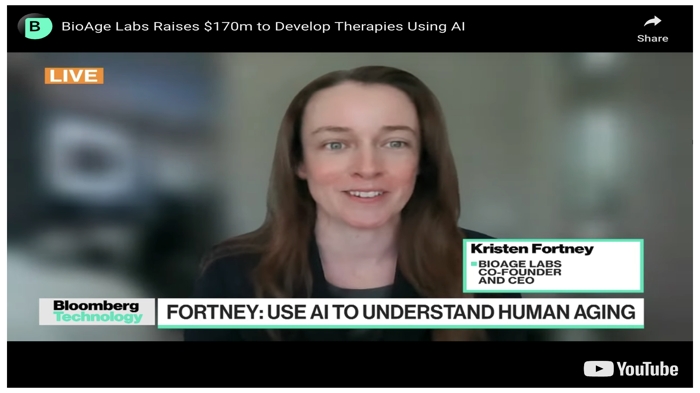 B
BioAge Labs Raises $170m to Develop Therapies Using AI
Share
LIVE
Kristen Fortney
BIOAGE LABS
CO-FOUNDER
AND CEO
Bloomberg
Technology
FORTNEY: USE AI TO UNDERSTAND HUMAN AGING
YouTube